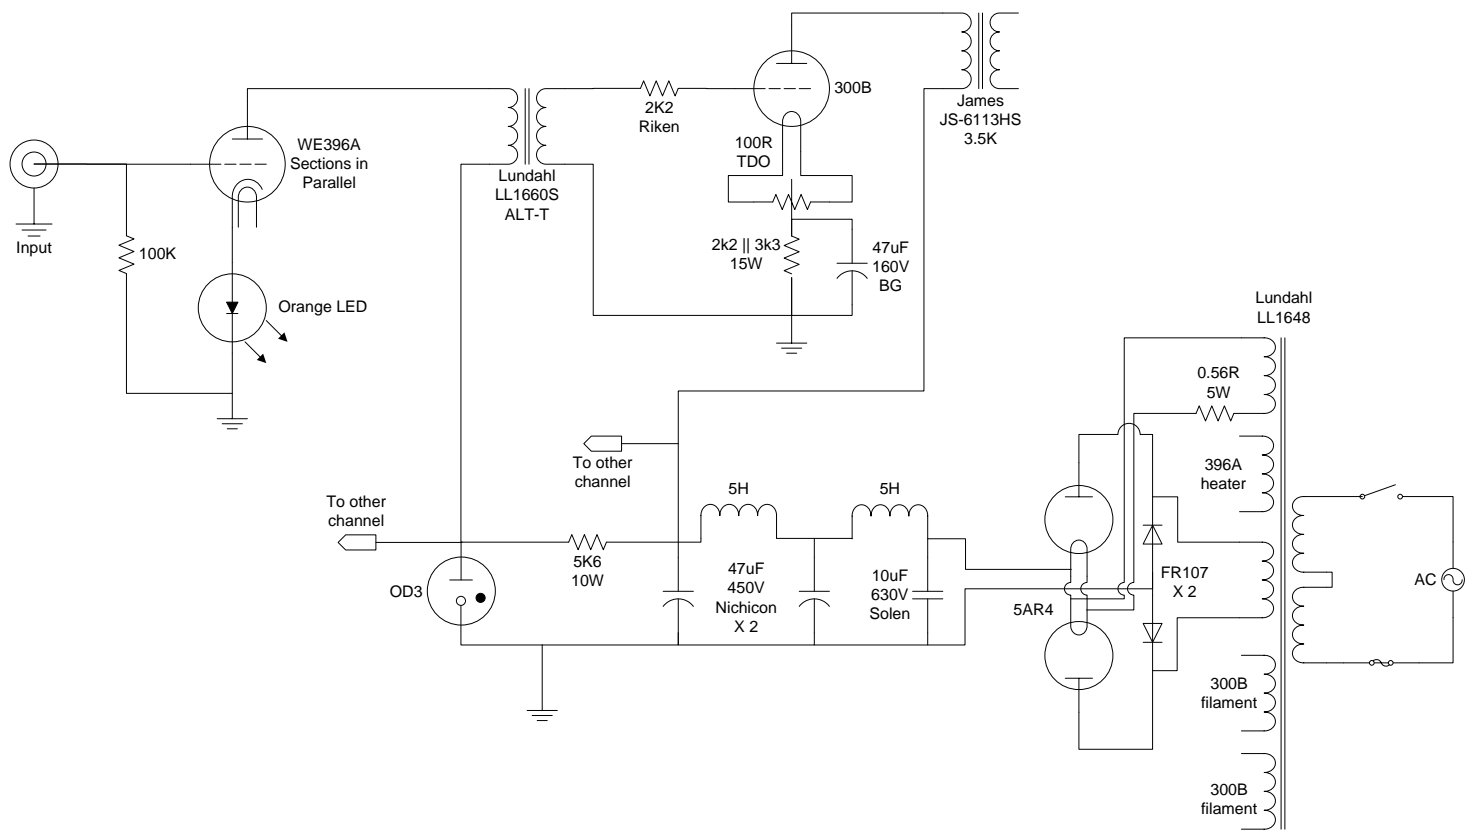 300B
James
JS-6113HS
3.5K
2K2
Riken
WE396A
Sections in
Parallel
100R
TDO
Lundahl
LL1660S
ALT-T
Input
100K
2k2 || 3k3
15W
47uF
160V
BG
Orange LED
Lundahl
LL1648
0.56R
5W
To other
channel
396A
heater
To other
channel
5H
5H
5K6
10W
OD3
47uF
450V
Nichicon
X 2
10uF
630V
Solen
5AR4
FR107
X 2
AC
300B
filament
300B
filament